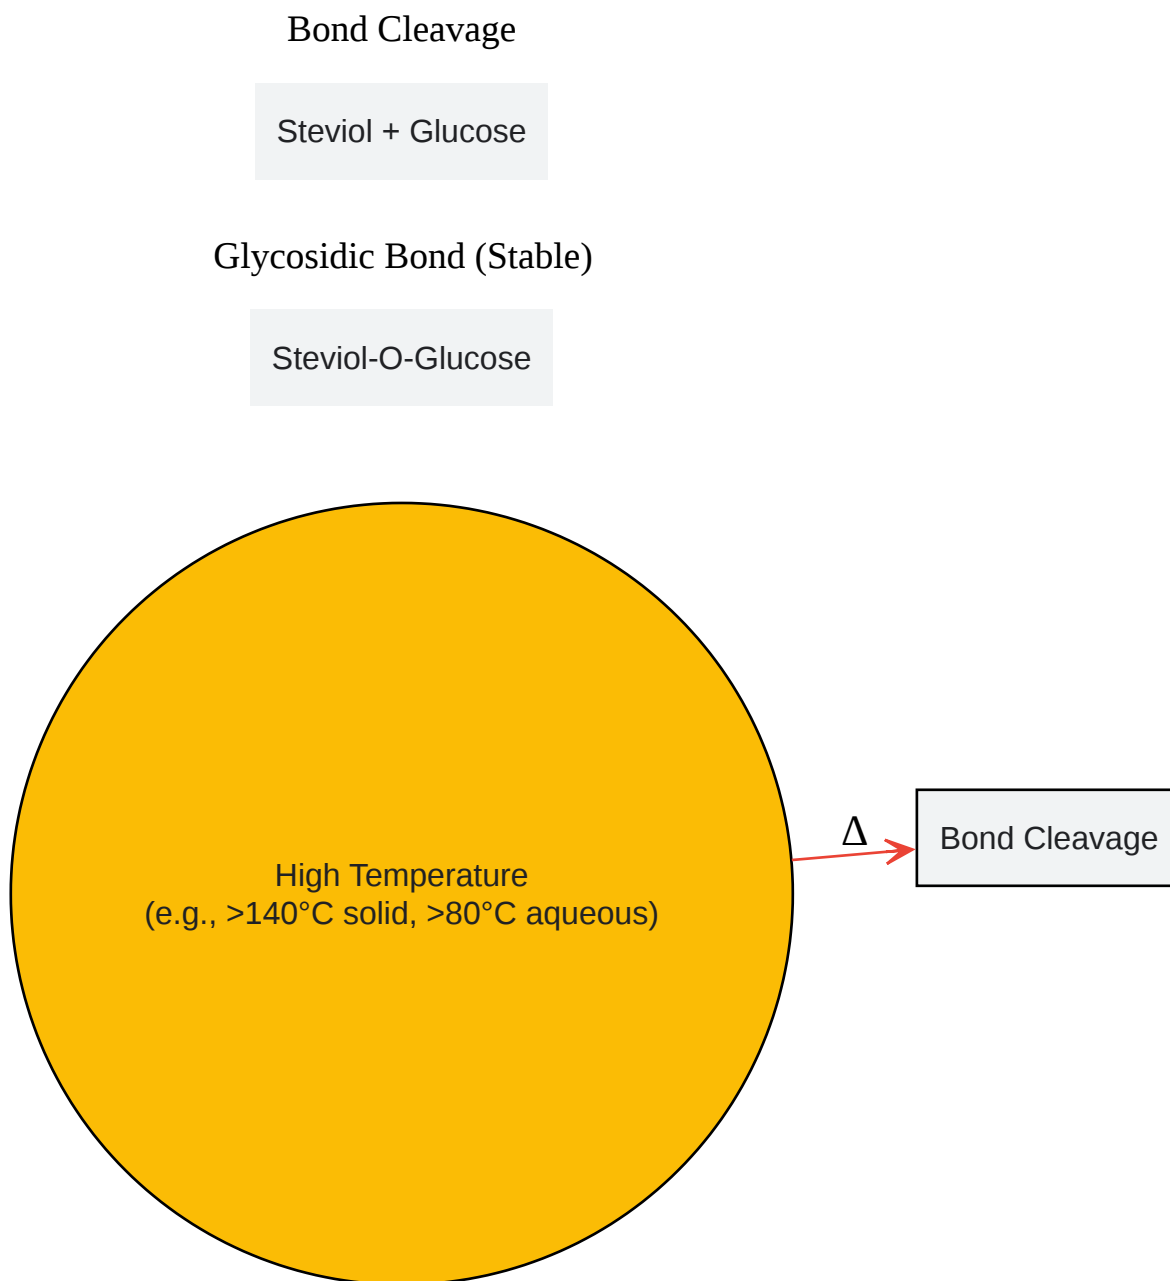 Bond Cleavage
Steviol + Glucose
Glycosidic Bond (Stable)
Steviol-O-Glucose
High Temperature
(e.g., >140°C solid, >80°C aqueous)
Δ
Bond Cleavage